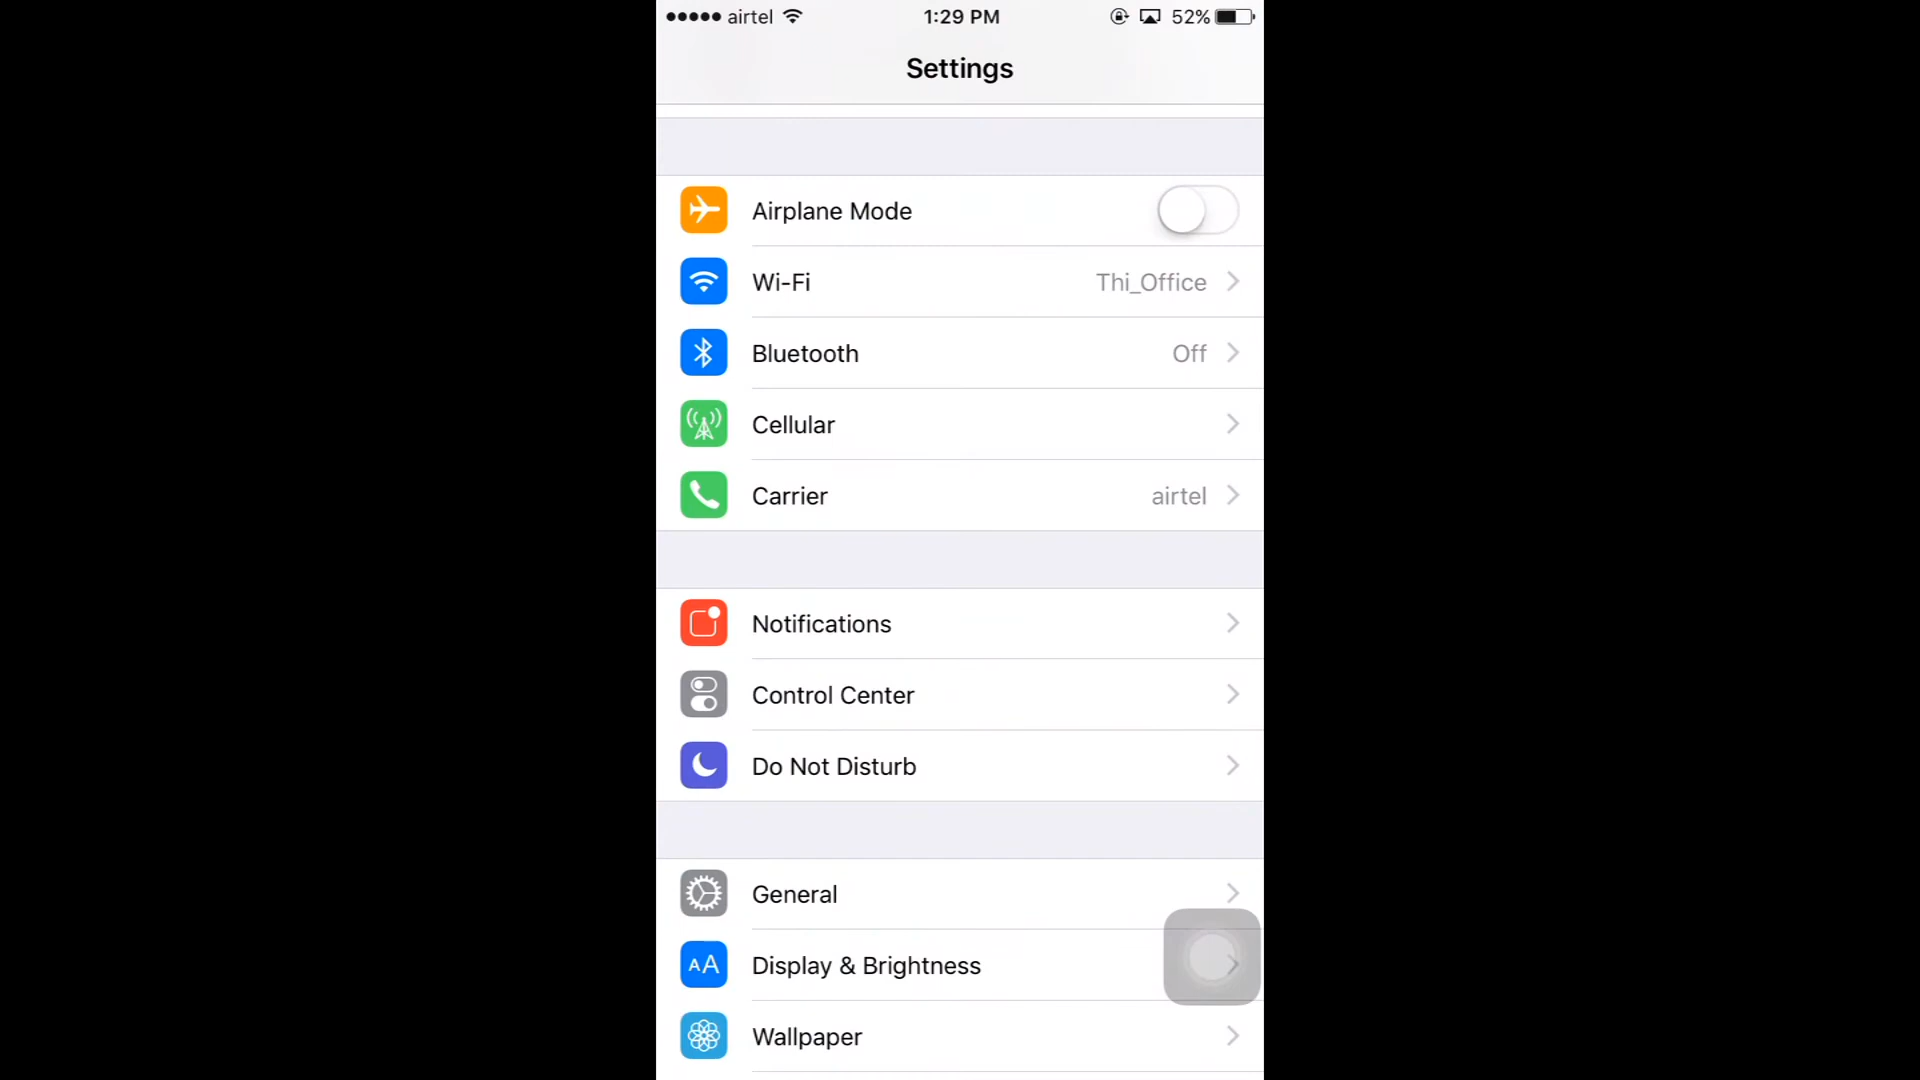 airtel 1:29 PM 52%
Settings
Airplane Mode
Wi-Fi Thi_Office
Bluetooth Off
Cellular
Carrier airtel
Notifications
Control Center
Do Not Disturb
General
AA Display & Brightness
Wallpaper